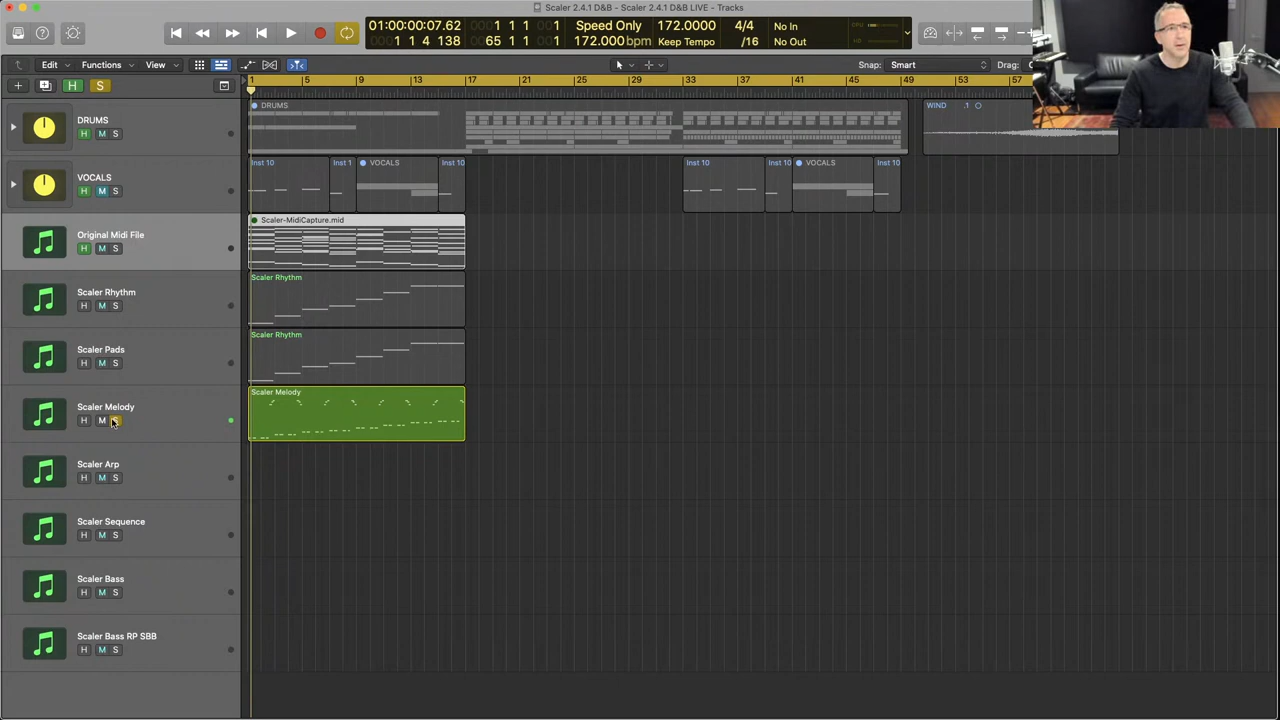 Scaler 2.4.1 D&B - Scaler 2.4.1 D&B LIVE - Tracks
01:00:00:07.62
1 1 4 138
65 1 1 1
Speed Only
172.000bpm
172.0000
Keep Tempo
4/4
/16
No In
No Out
CPU
HD
Edit
Functions
View
Snap:
Smart
Drag:
H
S
1
5
9
13
17
21
25
29
33
37
41
45
49
53
57
DRUMS
H M S
DRUMS
WIND .1
VOCALS
H M S
Inst 10
Inst 1
VOCALS
Inst 10
Inst 10
Inst 10
VOCALS
Inst 10
Original Midi File
H M S
Scaler-MidiCapture.mid
Scaler Rhythm
H M S
Scaler Rhythm
Scaler Pads
H M S
Scaler Rhythm
Scaler Melody
H M S
Scaler Melody
Scaler Arp
H M S
Scaler Sequence
H M S
Scaler Bass
H M S
Scaler Bass RP SBB
H M S